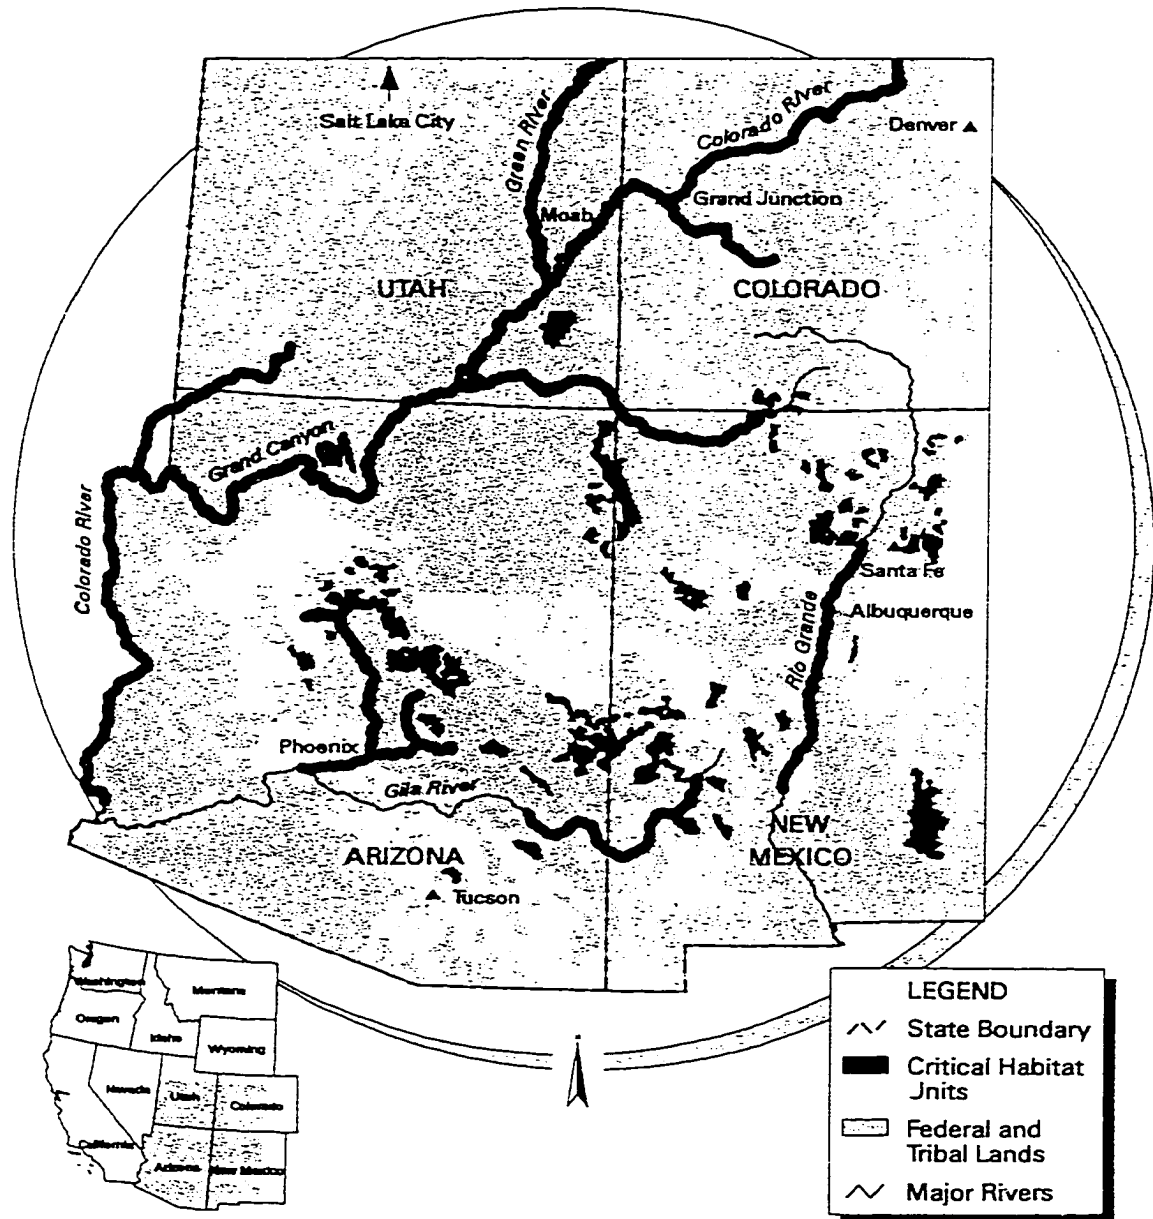 Salt Lake City
Green River
Colorado River
Denver
Moab
Grand Junction
UTAH
COLORADO
Grand Canyon
Colorado River
Santa Fe
Albuquerque
Rio Grande
Phoenix
Gila River
NEW
MEXICO
ARIZONA
Tucson
Washington
Montana
Oregon
Idaho
Wyoming
Nevada
Utah
Colorado
California
Arizona
New Mexico
LEGEND
State Boundary
Critical Habitat
Jnits
Federal and
Tribal Lands
Major Rivers